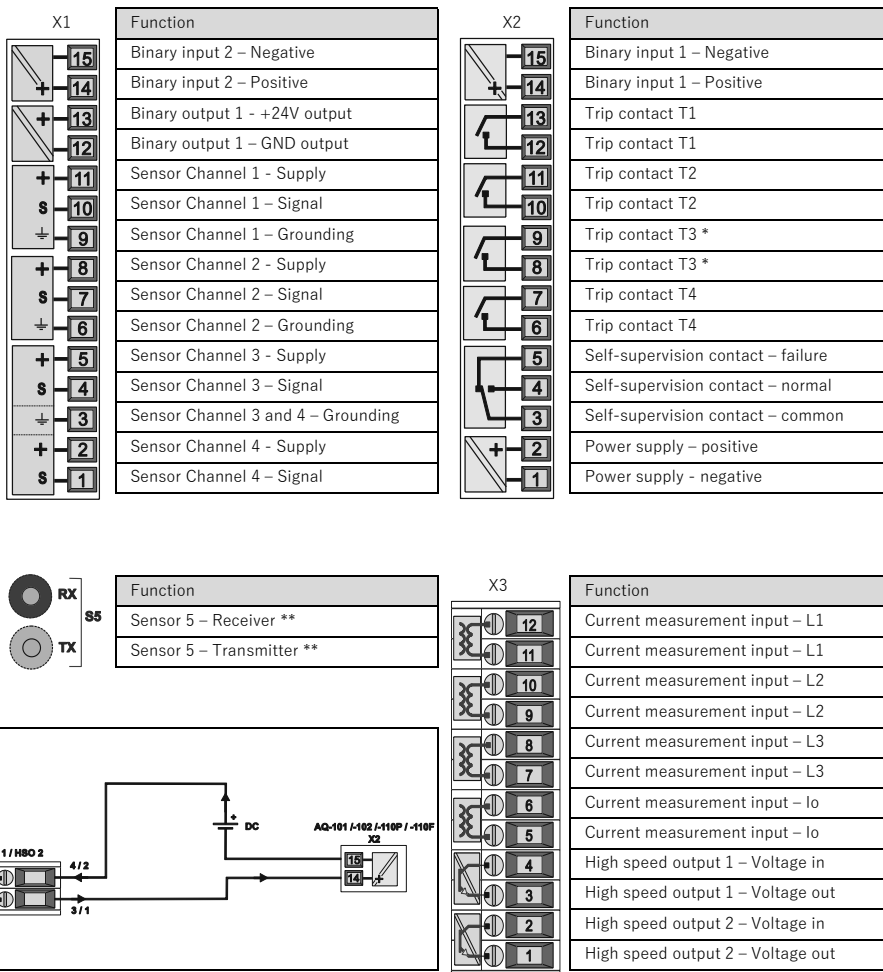 X1
Function
15 Binary input 2 – Negative
+ 14 Binary input 2 – Positive
+ 13 Binary output 1 - +24V output
12 Binary output 1 – GND output
+ 11 Sensor Channel 1 - Supply
S 10 Sensor Channel 1 – Signal
9 Sensor Channel 1 – Grounding
+ 8 Sensor Channel 2 - Supply
S 7 Sensor Channel 2 – Signal
6 Sensor Channel 2 – Grounding
+ 5 Sensor Channel 3 - Supply
S 4 Sensor Channel 3 – Signal
3 Sensor Channel 3 and 4 – Grounding
+ 2 Sensor Channel 4 - Supply
S 1 Sensor Channel 4 – Signal
X2
Function
15 Binary input 1 – Negative
+ 14 Binary input 1 – Positive
13 Trip contact T1
12 Trip contact T1
11 Trip contact T2
10 Trip contact T2
9 Trip contact T3 *
8 Trip contact T3 *
7 Trip contact T4
6 Trip contact T4
5 Self-supervision contact – failure
4 Self-supervision contact – normal
3 Self-supervision contact – common
+ 2 Power supply – positive
1 Power supply - negative
RX
S5
TX
Function
Sensor 5 – Receiver **
Sensor 5 – Transmitter **
X3
Function
12 Current measurement input – L1
11 Current measurement input – L1
10 Current measurement input – L2
9 Current measurement input – L2
8 Current measurement input – L3
7 Current measurement input – L3
6 Current measurement input – Io
5 Current measurement input – Io
4 High speed output 1 – Voltage in
3 High speed output 1 – Voltage out
2 High speed output 2 – Voltage in
1 High speed output 2 – Voltage out
+
DC
AQ-101 /-102 /-110P / -110F
X2
15
14 +
1 / HSO 2
4 / 2
3 / 1